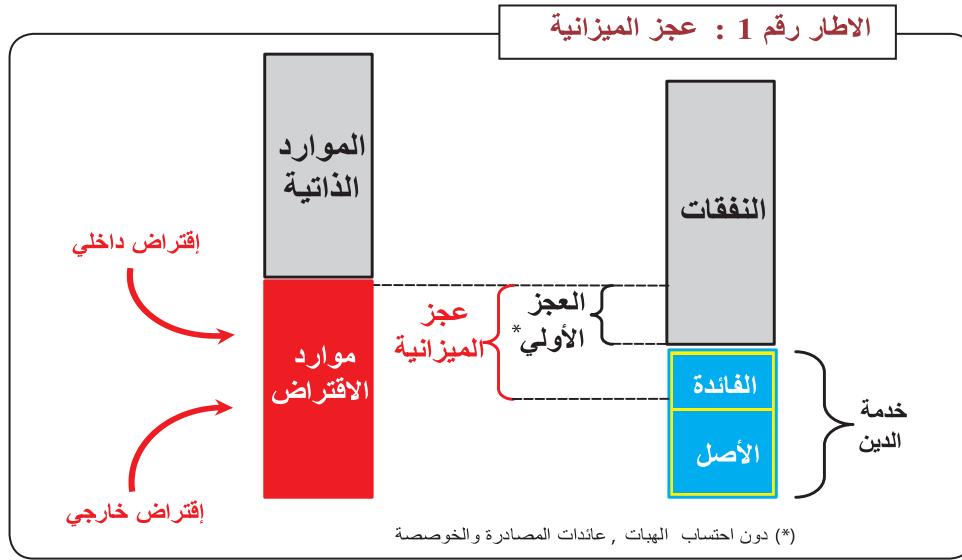 الاطار رقم 1 : عجز الميزانية
الموارد
الذاتية
النفقات
إقتراض داخلي
العجز
الأولي*
عجز
الميزانية
موارد
الاقتراض
الفائدة
خدمة
الدين
الأصل
إقتراض خارجي
(*) دون احتساب الهبات , عائدات المصادرة والخوصصة